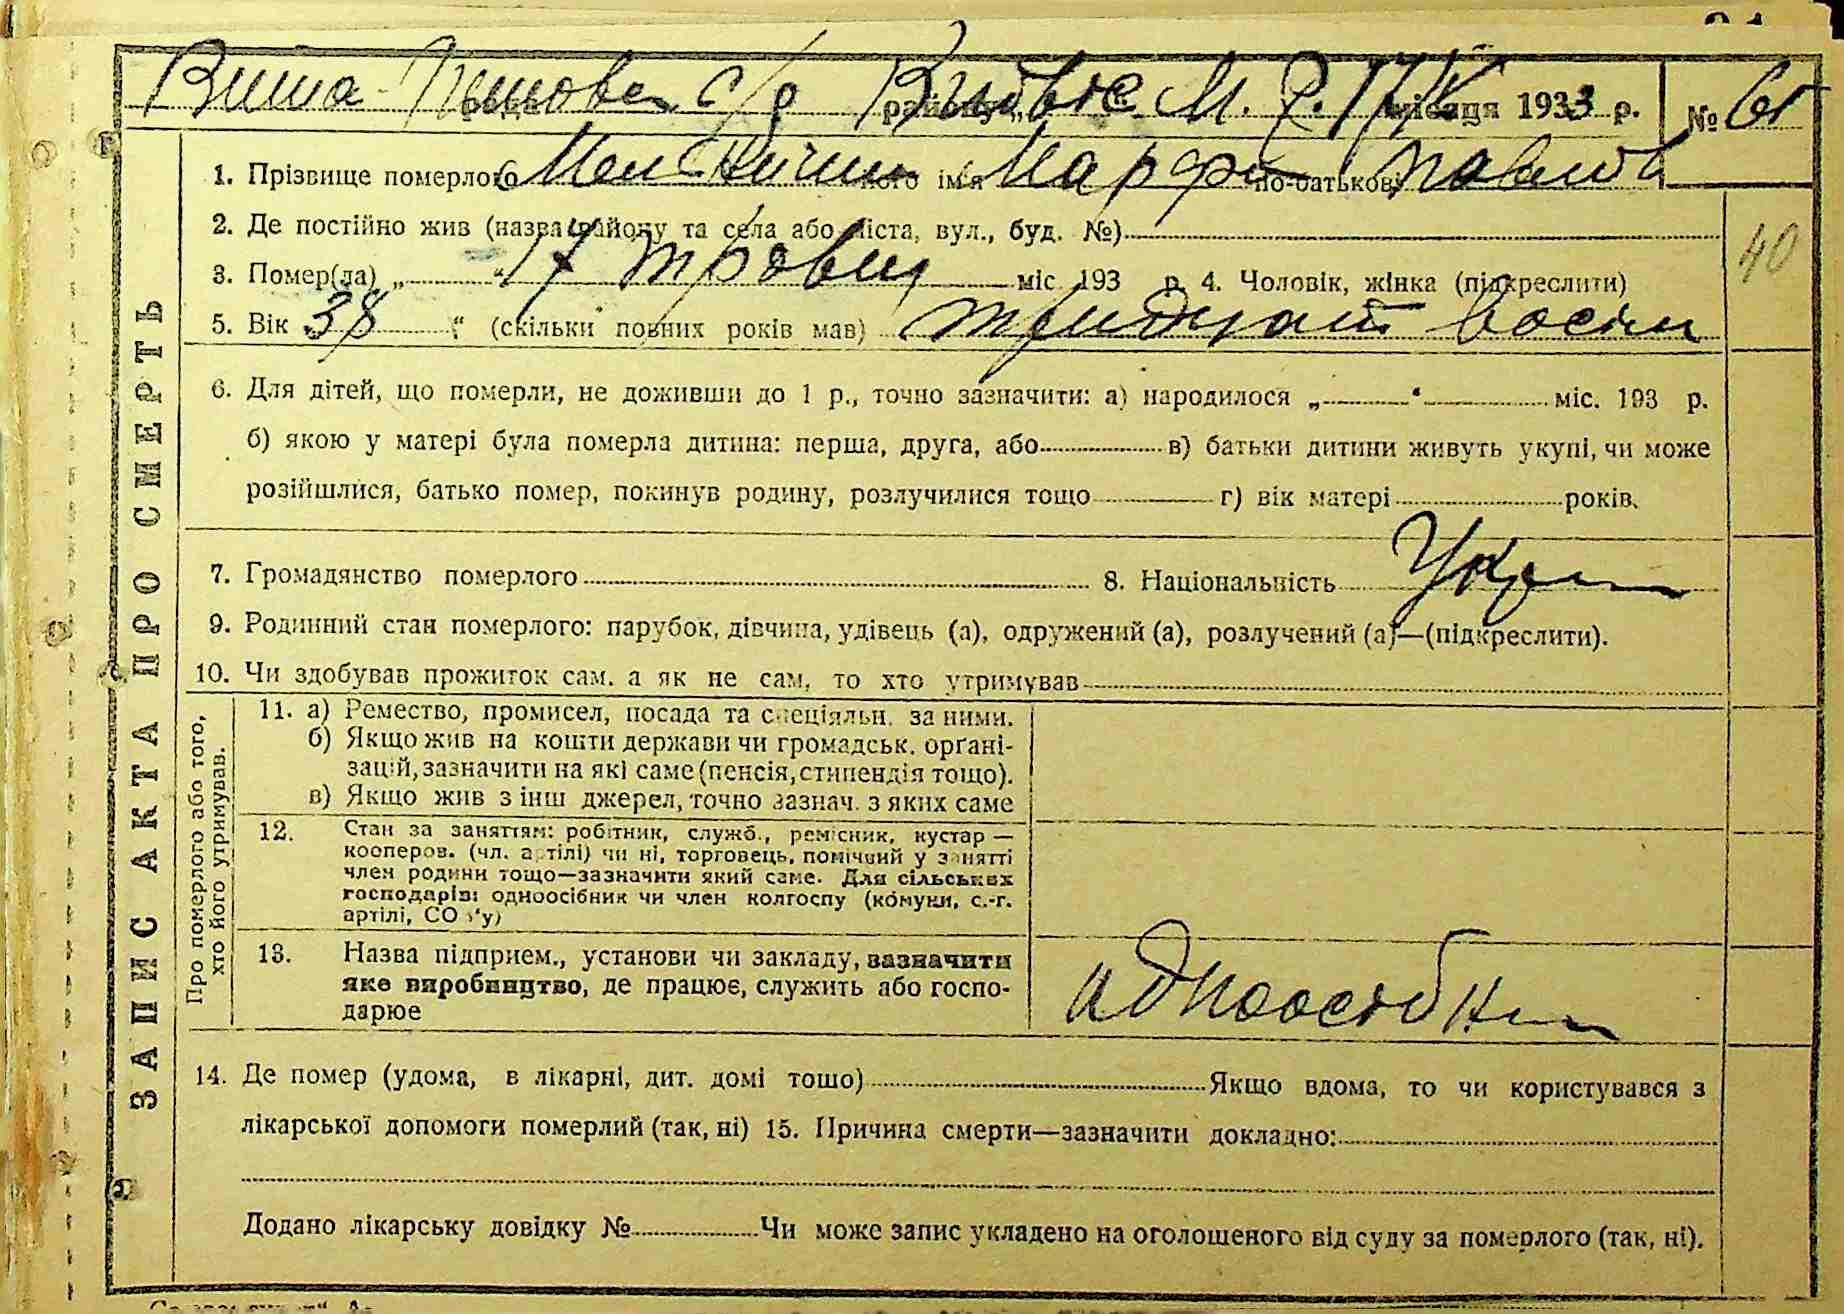 с/р М. Р. 17/V місяця 1933 р. № 61
1. Прізвище померлого його ім'я Марфа по-батькові Павлов
2. Де постійно жив (назва району та села або міста, вул., буд. №)
3. Помер(ла) „ “ 17 травня міс. 193 р. 4. Чоловік, жінка (підкреслити)
5. Вік 38 “ (скільки повних років мав) тридцать восім
40
6. Для дітей, що померли, не доживши до 1 р., точно зазначити: а) народилося „ “ міс. 193 р.
б) якою у матері була померла дитина: перша, друга, або в) батьки дитини живуть укупі, чи може
розійшлися, батько помер, покинув родину, розлучилися тощо г) вік матері років.
7. Громадянство померлого 8. Національність Укр
9. Родинний стан померлого: парубок, дівчина, удівець (а), одружений (а), розлучений (а)—(підкреслити).
10. Чи здобував прожиток сам, а як не сам, то хто утримував
Про померлого або того,
хто його утримував.
11. а) Ремество, промисел, посада та спеціяльн. за ними.
б) Якщо жив на кошти держави чи громадськ. орґані-
зацій, зазначити на які саме (пенсія, стипендія тощо).
в) Якщо жив з інш джерел, точно зазнач. з яких саме
12. Стан за заняттям: робітник, служб., ремісник, кустар —
кооперов. (чл. артілі) чи ні, торговець, помічний у занятті
член родини тощо—зазначити який саме. Для сільських
господарів: одноосібник чи член колгоспу (комуни, с.-г.
артілі, СОЗ'у)
13. Назва підприєм., установи чи закладу, зазначити
яке виробництво, де працює, служить або госпо-
дарює
адноосібник
14. Де помер (удома, в лікарні, дит. домі тощо) Якщо вдома, то чи користувався з
лікарської допомоги померлий (так, ні) 15. Причина смерти—зазначити докладно:
Додано лікарську довідку № Чи може запис укладено на оголошеного від суду за померлого (так, ні).
ЗАПИС АКТА ПРО СМЕРТЬ